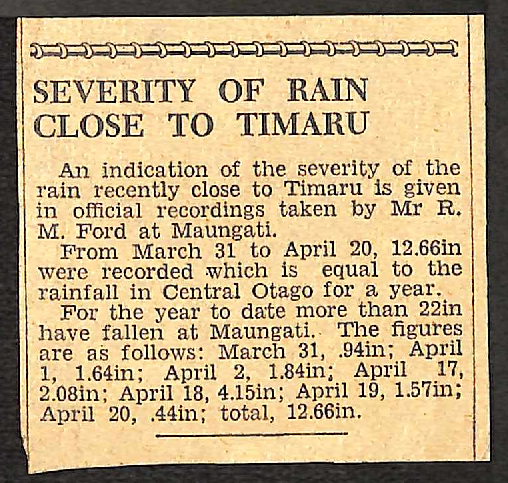 SEVERITY OF RAIN
CLOSE TO TIMARU
An indication of the severity of the
rain recently close to Timaru is given
in official recordings taken by Mr R.
M. Ford at Maungati.
From March 31 to April 20, 12.66in
were recorded which is equal to the
rainfall in Central Otago for a year.
For the year to date more than 22in
have fallen at Maungati. The figures
are as follows: March 31, .94in; April
1, 1.64in; April 2, 1.84in; April 17,
2.08in; April 18, 4.15in; April 19, 1.57in;
April 20, .44in; total, 12.66in.